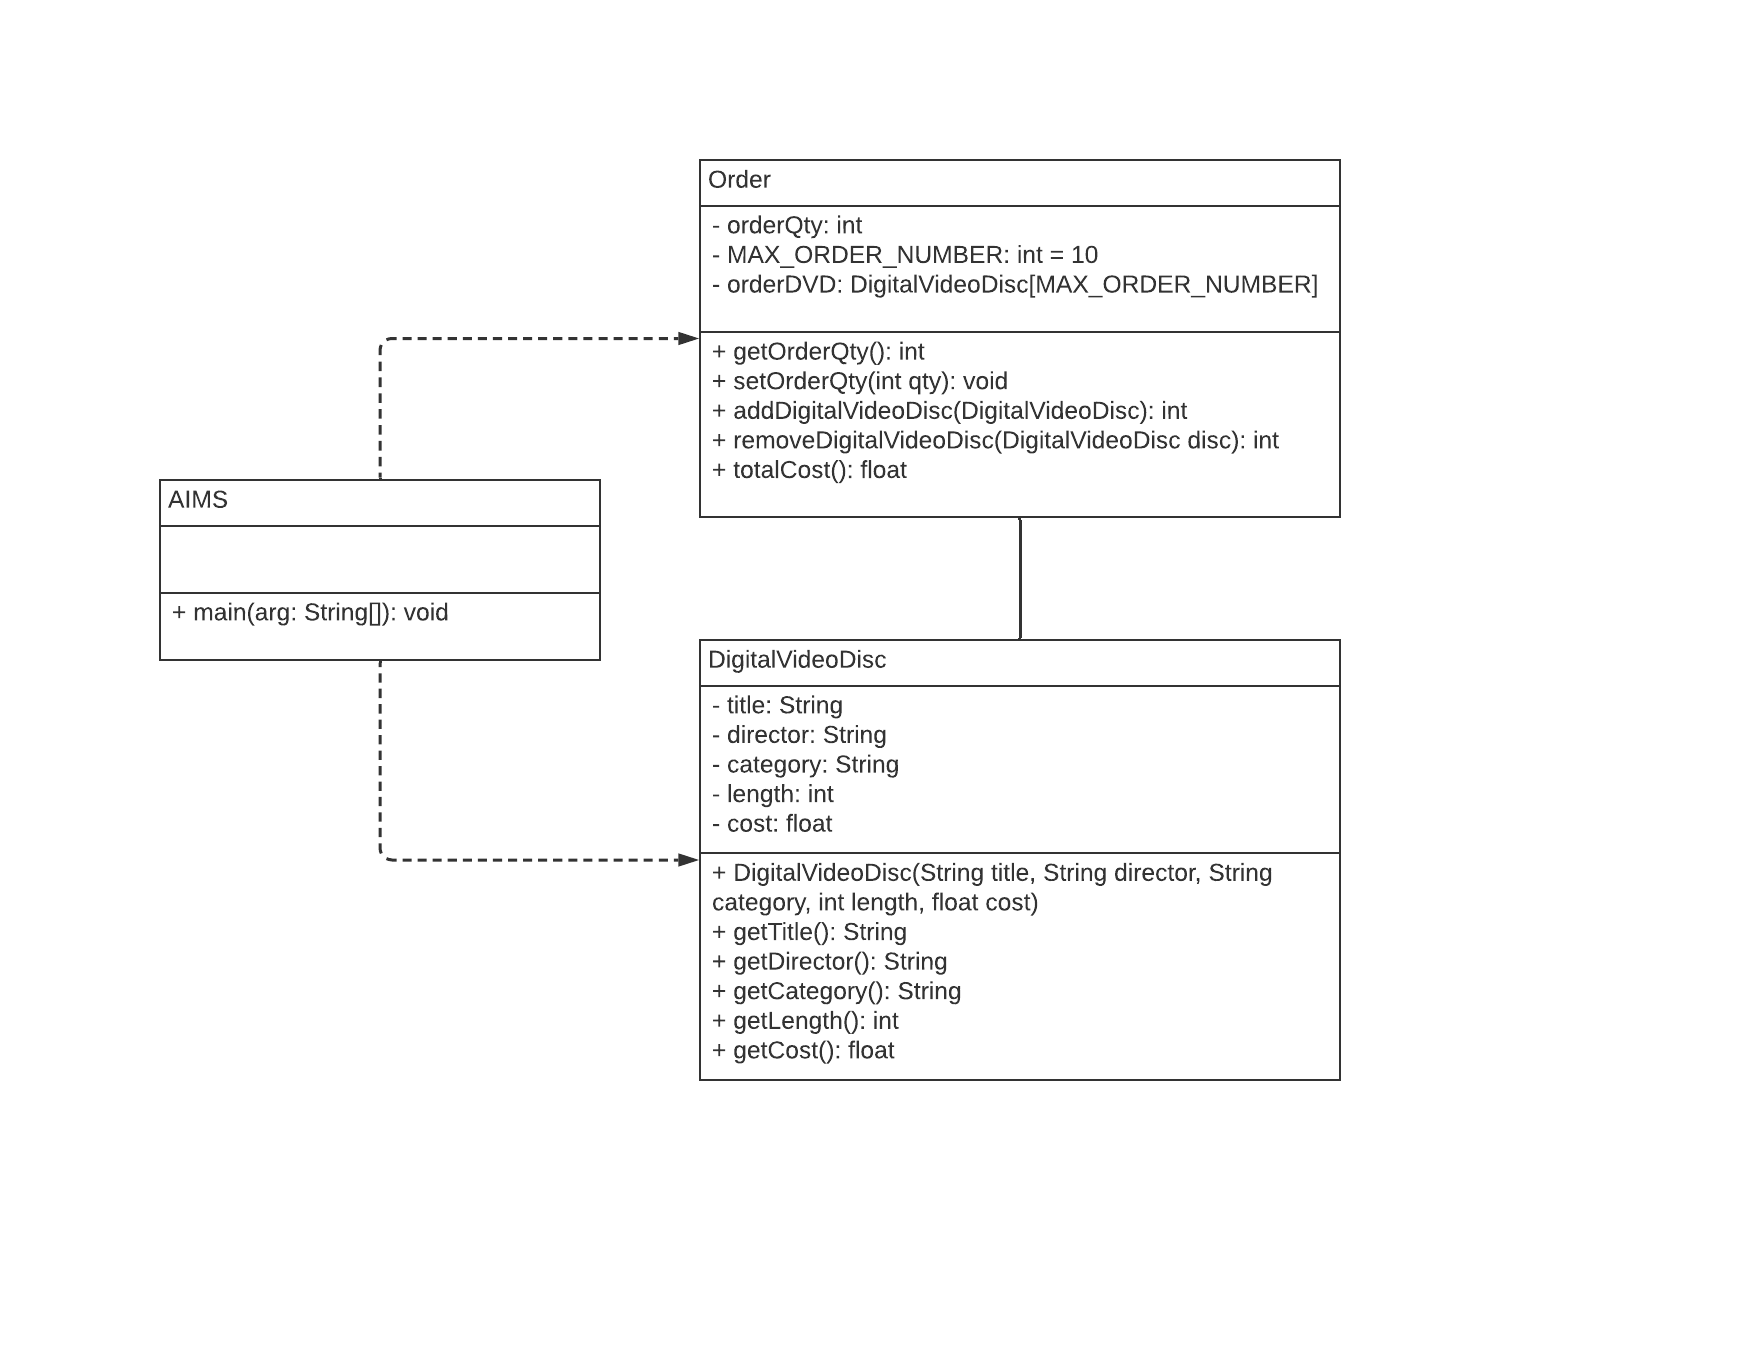 Order
- orderQty: int
- MAX_ORDER_NUMBER: int = 10
- orderDVD: DigitalVideoDisc[MAX_ORDER_NUMBER]
+ getOrderQty(): int
+ setOrderQty(int qty): void
+ addDigitalVideoDisc(DigitalVideoDisc): int
+ removeDigitalVideoDisc(DigitalVideoDisc disc): int
+ totalCost(): float
AIMS
+ main(arg: String[]): void
DigitalVideoDisc
- title: String
- director: String
- category: String
- length: int
- cost: float
+ DigitalVideoDisc(String title, String director, String
category, int length, float cost)
+ getTitle(): String
+ getDirector(): String
+ getCategory(): String
+ getLength(): int
+ getCost(): float